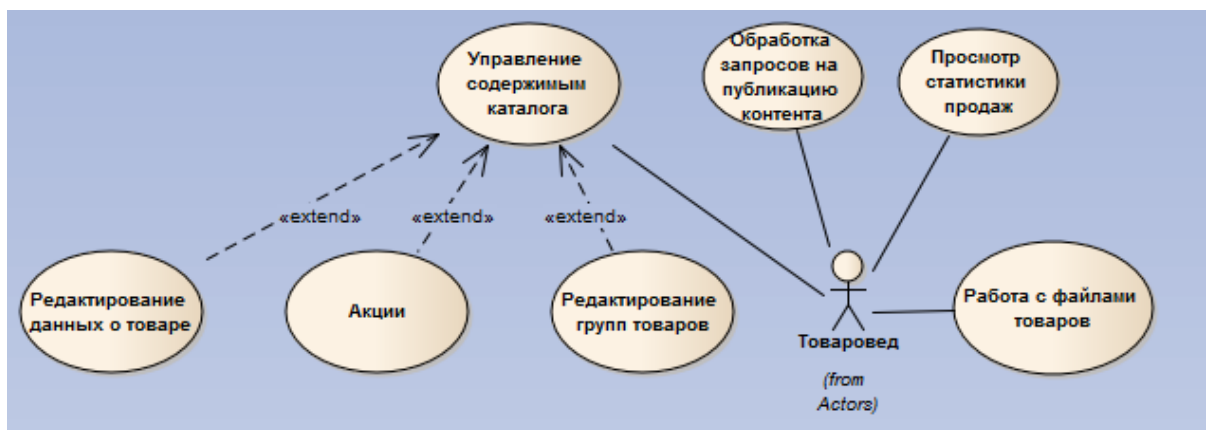 Управление
содержимым
каталога
Обработка
запросов на
публикацию
контента
Просмотр
статистики
продаж
«extend»
«extend»
«extend»
Редактирование
данных о товаре
Акции
Редактирование
групп товаров
Товаровед
(from
Actors)
Работа с файлами
товаров